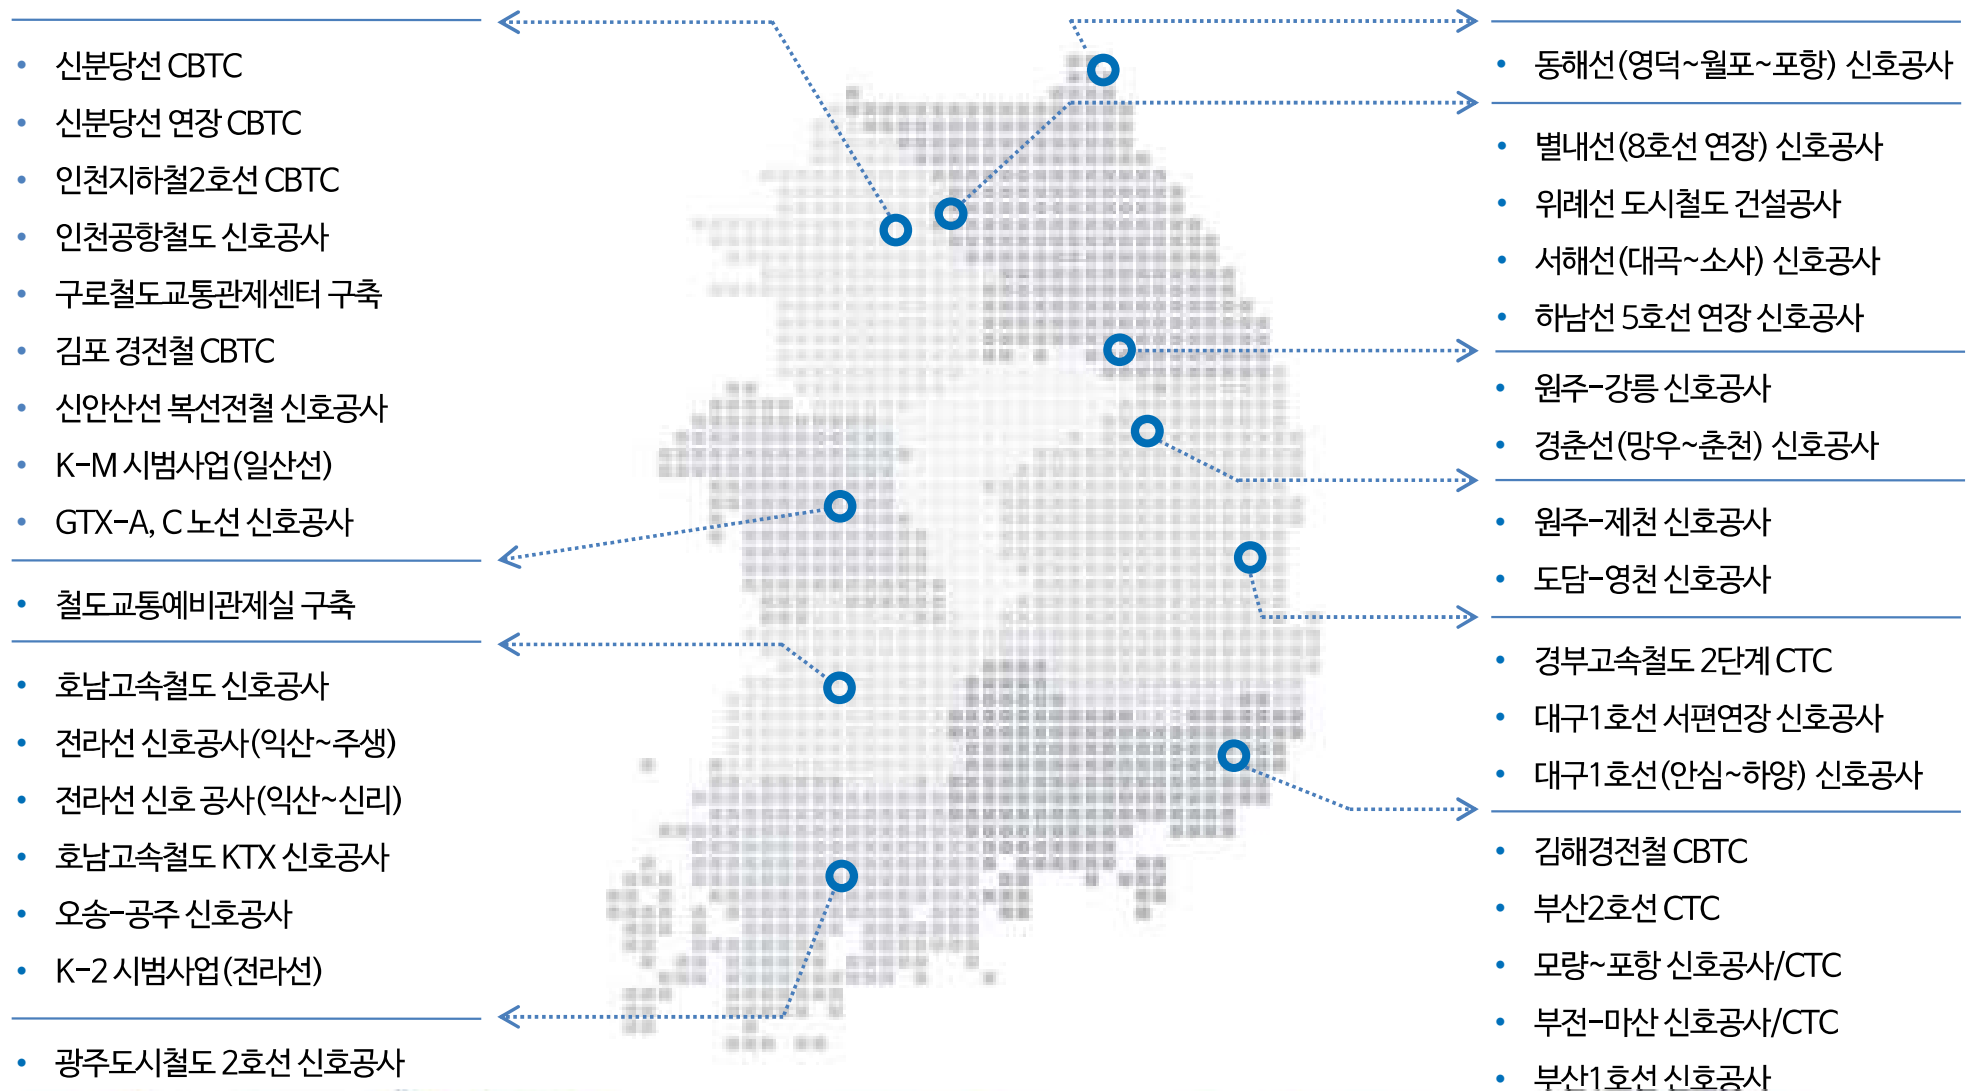 신분당선 CBTC
신분당선 연장 CBTC
인천지하철2호선 CBTC
인천공항철도 신호공사
구로철도교통관제센터 구축
김포 경전철 CBTC
신안산선 복선전철 신호공사
K-M 시범사업(일산선)
GTX-A, C 노선 신호공사
철도교통예비관제실 구축
호남고속철도 신호공사
전라선 신호공사(익산~주생)
전라선 신호 공사(익산~신리)
호남고속철도 KTX 신호공사
오송-공주 신호공사
K-2 시범사업(전라선)
광주도시철도 2호선 신호공사
동해선(영덕~월포~포항) 신호공사
별내선(8호선 연장) 신호공사
위례선 도시철도 건설공사
서해선(대곡~소사) 신호공사
하남선 5호선 연장 신호공사
원주-강릉 신호공사
경춘선(망우~춘천) 신호공사
원주-제천 신호공사
도담-영천 신호공사
경부고속철도 2단계 CTC
대구1호선 서편연장 신호공사
대구1호선(안심~하양) 신호공사
김해경전철 CBTC
부산2호선 CTC
모량~포항 신호공사/CTC
부전-마산 신호공사/CTC
부산1호선 신호공사